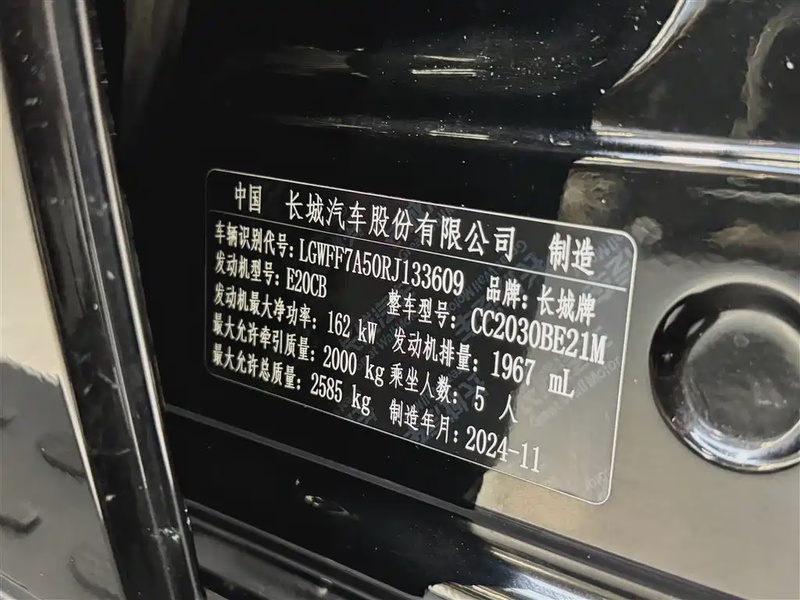 中国 长城汽车股份有限公司 制造
车辆识别代号: LGWFF7A50RJ133609 品牌: 长城牌
发动机型号: E20CB 整车型号: CC2030BE21M
发动机最大净功率: 162 kW 发动机排量: 1967 mL
最大允许牵引质量: 2000 kg 乘坐人数: 5 人
最大允许总质量: 2585 kg 制造年月: 2024-11